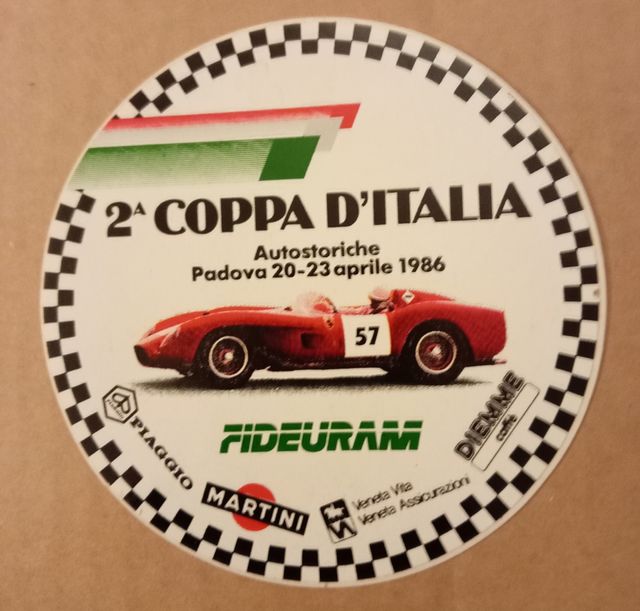 2ᴬ COPPA D'ITALIA
Autostoriche
Padova 20-23 aprile 1986
57
FIDEURAM
PIAGGIO
MARTINI
Veneta Vita
Veneta Assicurazioni
DIEMME
caffè